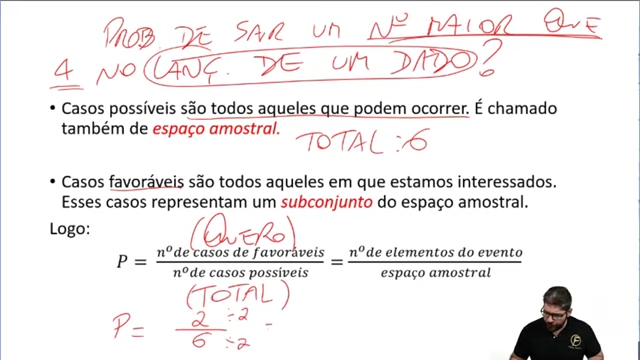 PROB. DE SAIR UM Nº MAIOR QUE
4 NO LANÇ. DE UM DADO?
• Casos possíveis são todos aqueles que podem ocorrer. É chamado
também de espaço amostral.
TOTAL: 6
• Casos favoráveis são todos aqueles em que estamos interessados.
Esses casos representam um subconjunto do espaço amostral.
Logo:
(QUERO)
P = nº de casos de favoráveis / nº de casos possíveis = nº de elementos do evento / espaço amostral
(TOTAL)
P = 2 ÷2 / 6 ÷2 =